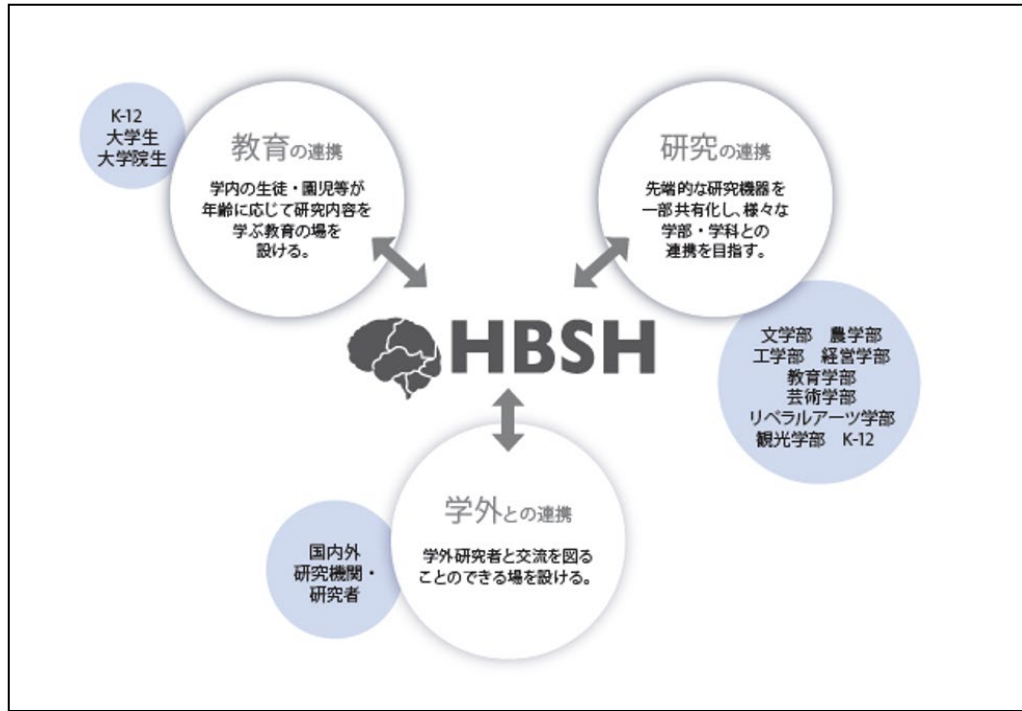 K-12
大学生
大学院生
教育の連携
学内の生徒・園児等が
年齢に応じて研究内容を
学ぶ教育の場を
設ける。
研究の連携
先端的な研究機器を
一部共有化し、様々な
学部・学科との
連携を目指す。
文学部 農学部
工学部 経営学部
教育学部
芸術学部
リベラルアーツ学部
観光学部 K-12
HBSH
学外との連携
学外研究者と交流を図る
ことのできる場を設ける。
国内外
研究機関・
研究者